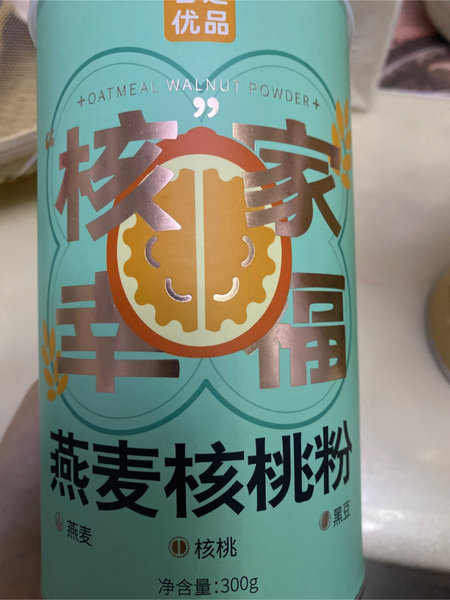 优品
+OATMEAL WALNUT POWDER+
核家
幸福
燕麦核桃粉
燕麦
核桃
黑豆
净含量:300g